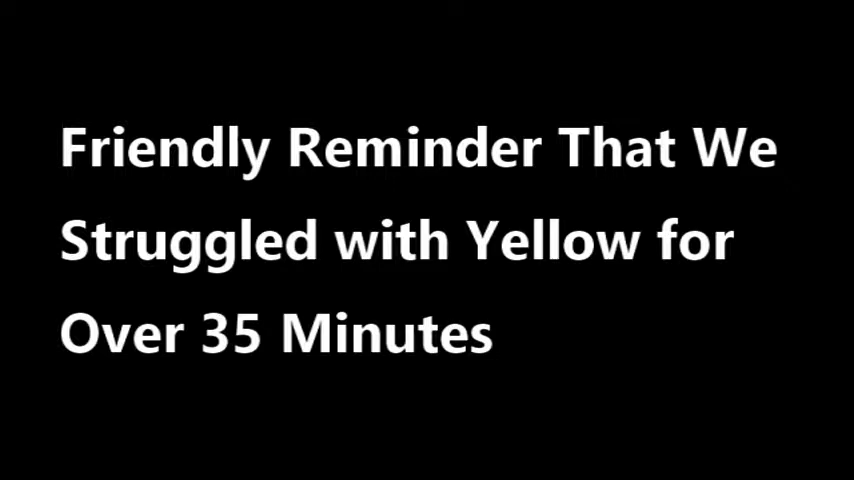 Friendly Reminder That We
Struggled with Yellow for
Over 35 Minutes